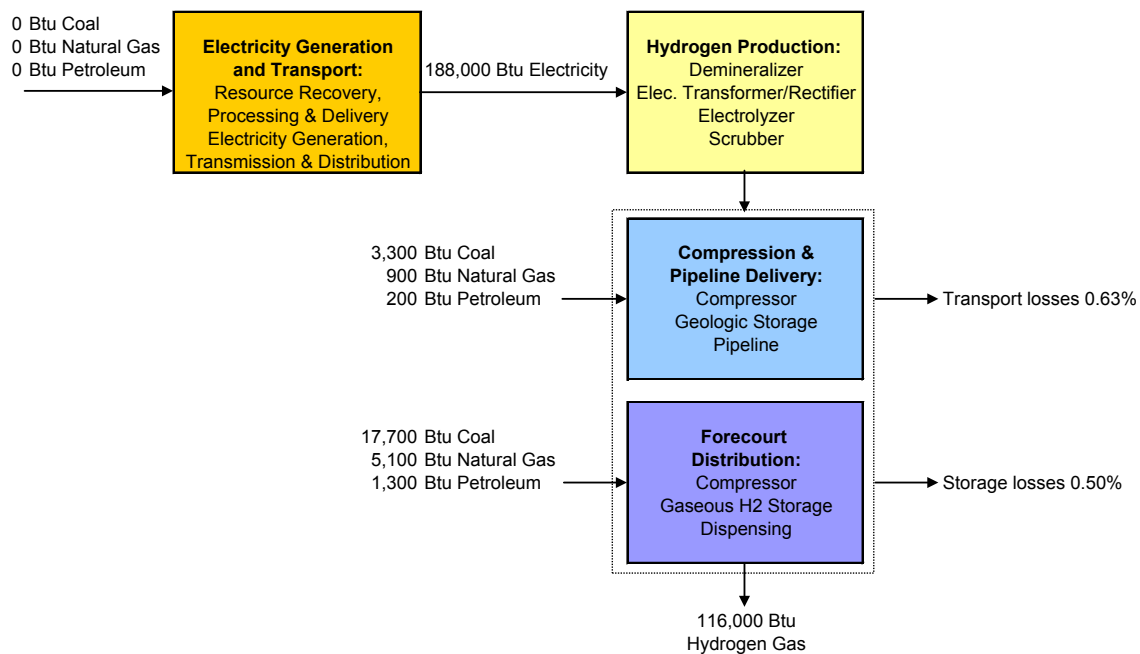 0 Btu Coal
0 Btu Natural Gas
0 Btu Petroleum
Electricity Generation
and Transport:
Resource Recovery,
Processing & Delivery
Electricity Generation,
Transmission & Distribution
188,000 Btu Electricity
Hydrogen Production:
Demineralizer
Elec. Transformer/Rectifier
Electrolyzer
Scrubber
3,300 Btu Coal
900 Btu Natural Gas
200 Btu Petroleum
Compression &
Pipeline Delivery:
Compressor
Geologic Storage
Pipeline
Transport losses 0.63%
17,700 Btu Coal
5,100 Btu Natural Gas
1,300 Btu Petroleum
Forecourt
Distribution:
Compressor
Gaseous H2 Storage
Dispensing
Storage losses 0.50%
116,000 Btu
Hydrogen Gas